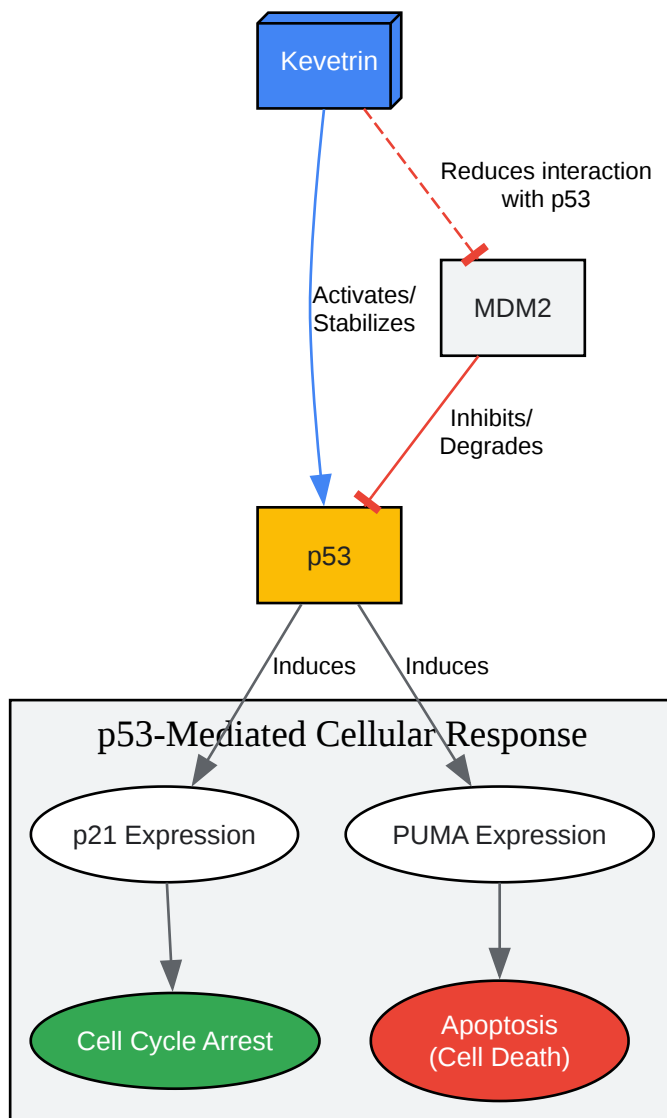 Kevetrin
Reduces interaction
with p53
Activates/
Stabilizes
MDM2
Inhibits/
Degrades
p53
Induces
Induces
p53-Mediated Cellular Response
p21 Expression
PUMA Expression
Cell Cycle Arrest
Apoptosis
(Cell Death)